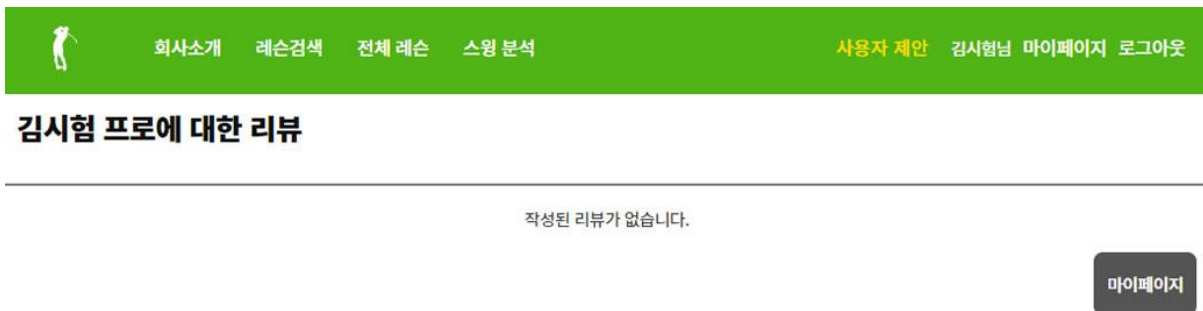 회사소개 레슨검색 전체 레슨 스윙 분석 사용자 제안 김시험님 마이페이지 로그아웃
김시험 프로에 대한 리뷰
작성된 리뷰가 없습니다.
마이페이지